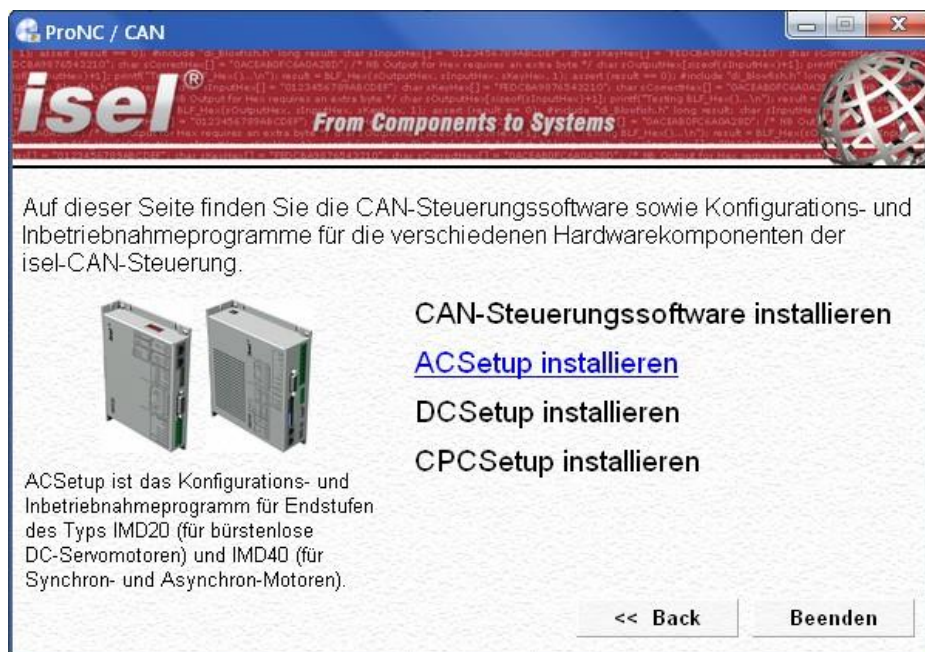 ProNC / CAN
isel®
From Components to Systems
Auf dieser Seite finden Sie die CAN-Steuerungssoftware sowie Konfigurations- und
Inbetriebnahmeprogramme für die verschiedenen Hardwarekomponenten der
isel-CAN-Steuerung.
CAN-Steuerungssoftware installieren
ACSetup installieren
DCSetup installieren
CPCSetup installieren
ACSetup ist das Konfigurations- und
Inbetriebnahmeprogramm für Endstufen
des Typs IMD20 (für bürstenlose
DC-Servomotoren) und IMD40 (für
Synchron- und Asynchron-Motoren).
<< Back
Beenden